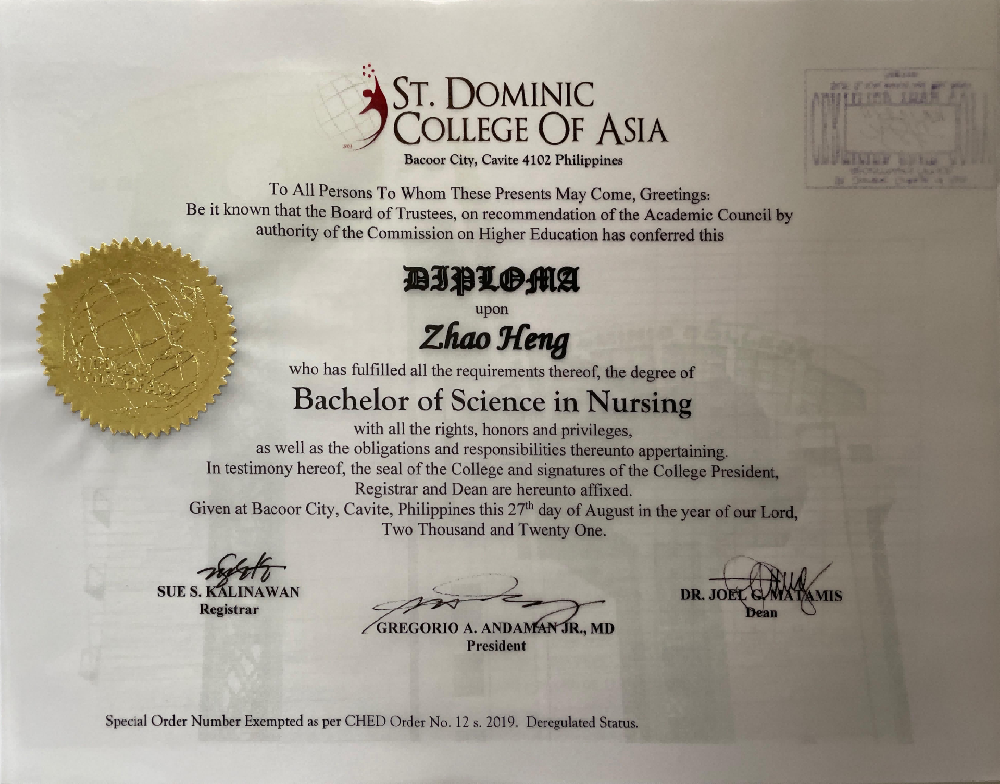 ST. DOMINIC
COLLEGE OF ASIA
Bacoor City, Cavite 4102 Philippines
To All Persons To Whom These Presents May Come, Greetings:
Be it known that the Board of Trustees, on recommendation of the Academic Council by
authority of the Commission on Higher Education has conferred this
DIPLOMA
upon
Zhao Heng
who has fulfilled all the requirements thereof, the degree of
Bachelor of Science in Nursing
with all the rights, honors and privileges,
as well as the obligations and responsibilities thereunto appertaining.
In testimony hereof, the seal of the College and signatures of the College President,
Registrar and Dean are hereunto affixed.
Given at Bacoor City, Cavite, Philippines this 27th day of August in the year of our Lord,
Two Thousand and Twenty One.
SUE S. KALINAWAN
Registrar
GREGORIO A. ANDAMAN JR., MD
President
DR. JOEL G. MATAMIS
Dean
Special Order Number Exempted as per CHED Order No. 12 s. 2019. Deregulated Status.